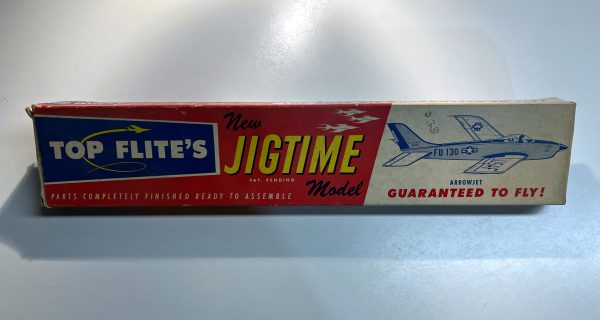 TOP FLITE'S
New
JIGTIME
PAT. PENDING
Model
PARTS COMPLETELY FINISHED READY TO ASSEMBLE
FU 130
ARROWJET
GUARANTEED TO FLY!